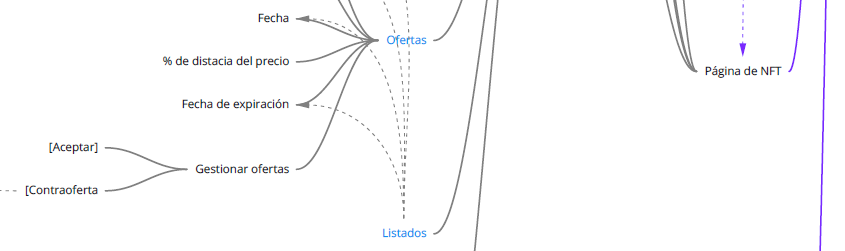 Fecha
Ofertas
% de distacia del precio
Página de NFT
Fecha de expiración
[Aceptar]
Gestionar ofertas
[Contraoferta
Listados